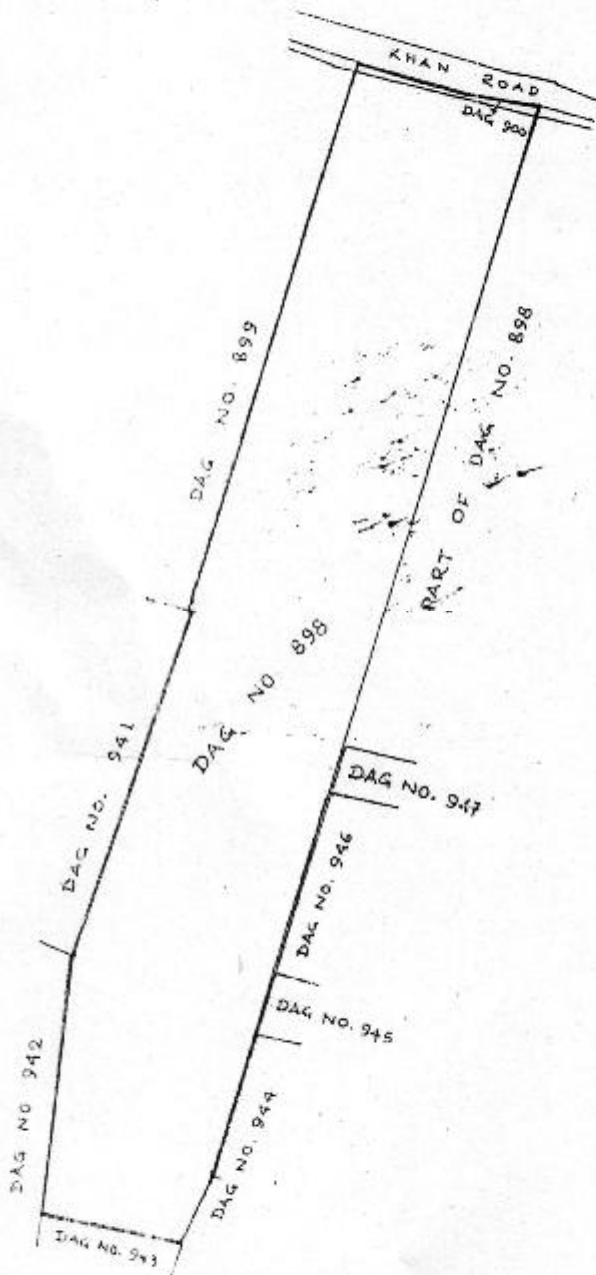 KHAN ROAD
DAG 900
DAG NO. 899
PART OF DAG NO. 898
DAG NO 898
DAG NO. 941
DAG NO. 947
DAG NO. 946
DAG NO. 945
DAG NO 942
DAG NO. 944
DAG NO. 943